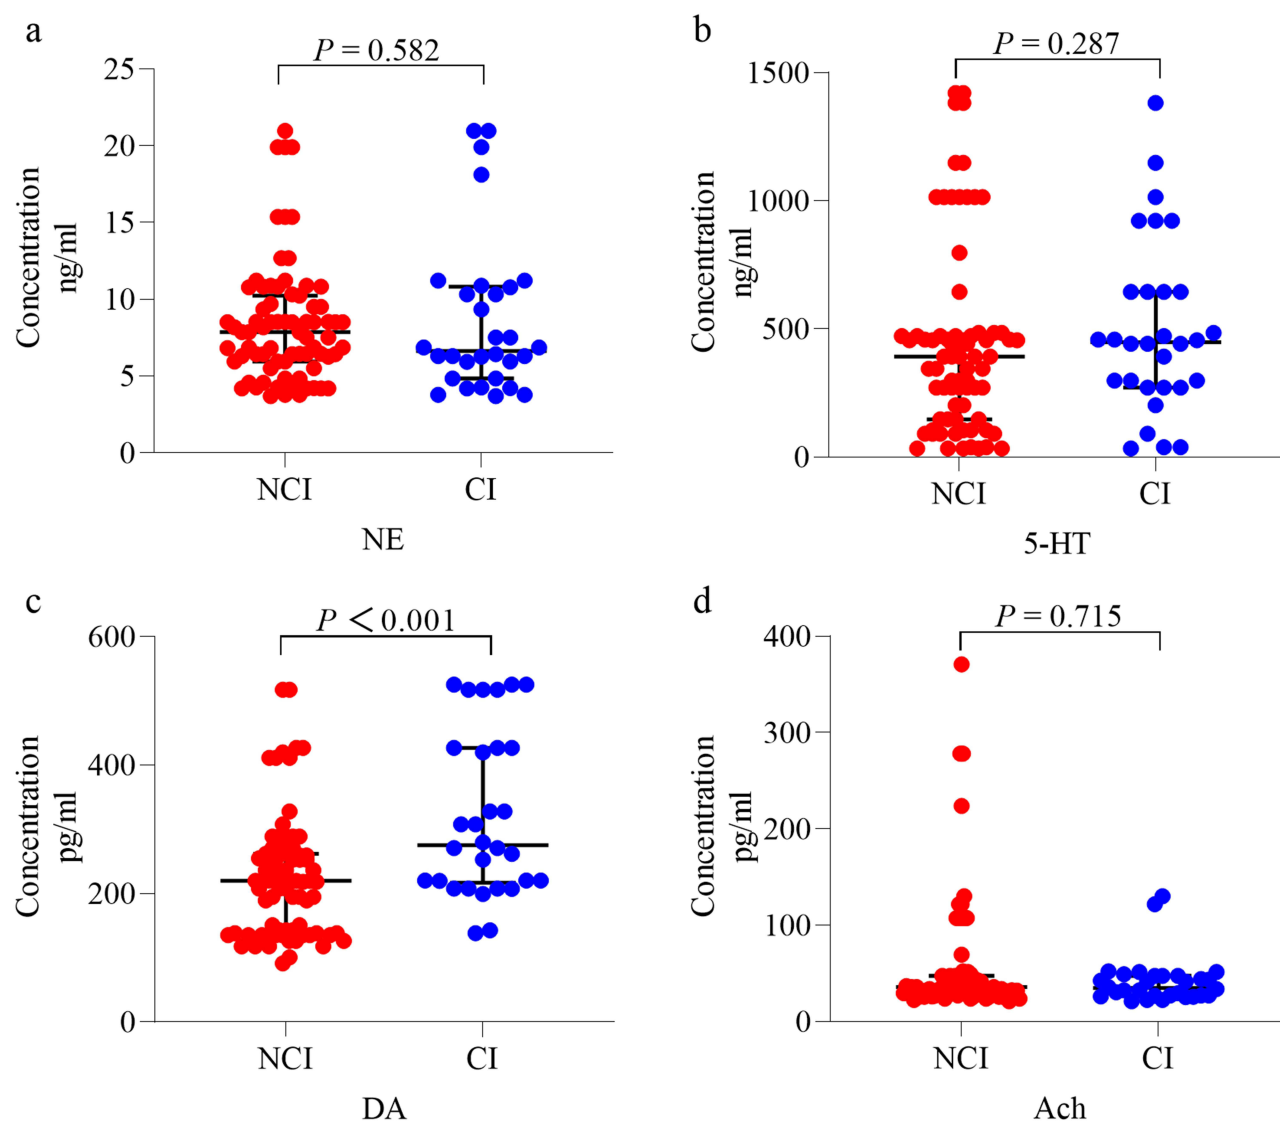 a
P = 0.582
Concentration
ng/ml
25
20
15
10
5
0
NCI CI
NE
b
P = 0.287
Concentration
ng/ml
1500
1000
500
0
NCI CI
5-HT
c
P < 0.001
Concentration
pg/ml
600
400
200
0
NCI CI
DA
d
P = 0.715
Concentration
pg/ml
400
300
200
100
0
NCI CI
Ach